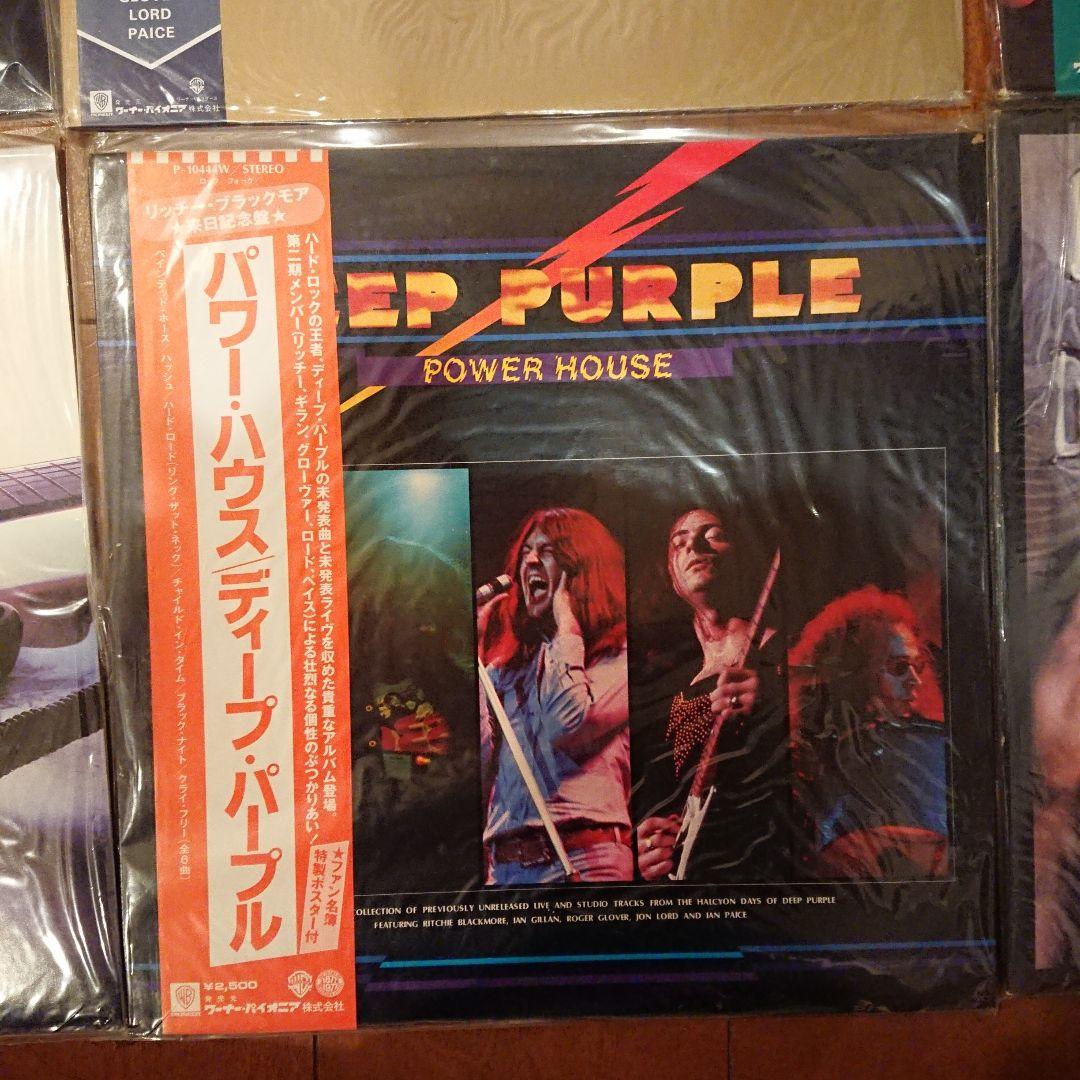 LORD
PAICE
発売元 ワーナー・パイオニア株式会社
P-10444W／STEREO
ロック フォーク
リッチー・ブラックモア
★来日記念盤★
パワー・ハウス/ディープ・パープル
ハード・ロックの王者、ディープ・パープルの未発表曲と未発表ライヴを収めた貴重なアルバム登場。
第二期メンバー(リッチー、ギラン、グローヴァー、ロード、ペイス)による壮烈なる個性のぶつかりあい！
ペインテッド・ホース／ハッシュ／ハード・ロード(リング・ザット・ネック)／チャイルド・イン・タイム／ブラック・ナイト／クライ・フリー(全6曲)
★ファン名簿
特製ポスター付
¥2,500
発売元
ワーナー・パイオニア株式会社
EEP PURPLE
POWER HOUSE
COLLECTION OF PREVIOUSLY UNRELEASED LIVE AND STUDIO TRACKS FROM THE HALCYON DAYS OF DEEP PURPLE
FEATURING RITCHIE BLACKMORE, IAN GILLAN, ROGER GLOVER, JON LORD AND IAN PAICE